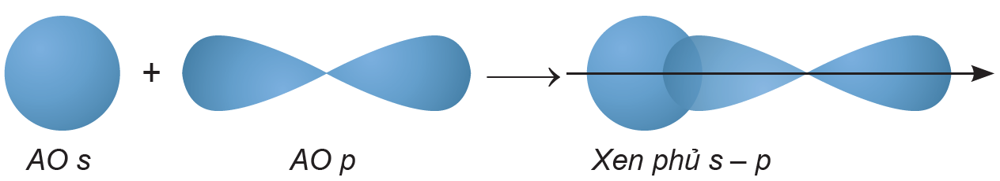 +
AO s
AO p
Xen phủ s – p